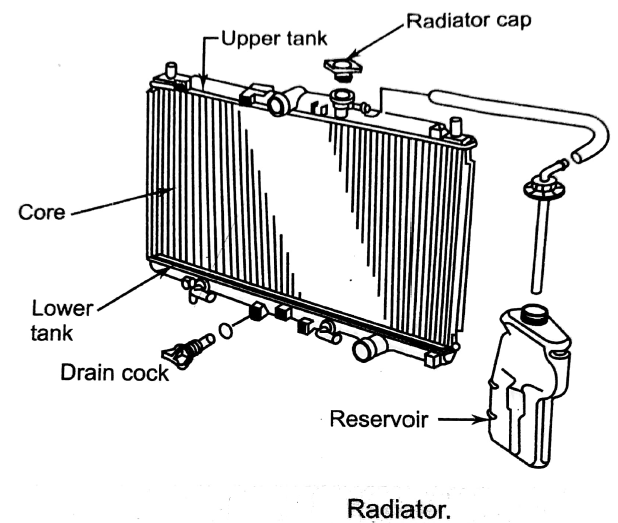 Radiator cap
Upper tank
Core
Lower
tank
Drain cock
Reservoir
Radiator.